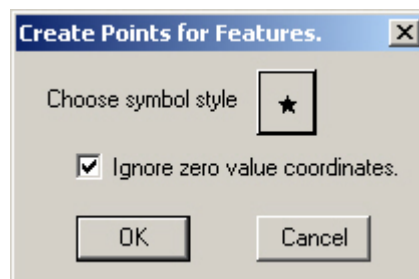 Create Points for Features.
Choose symbol style
Ignore zero value coordinates.
OK Cancel